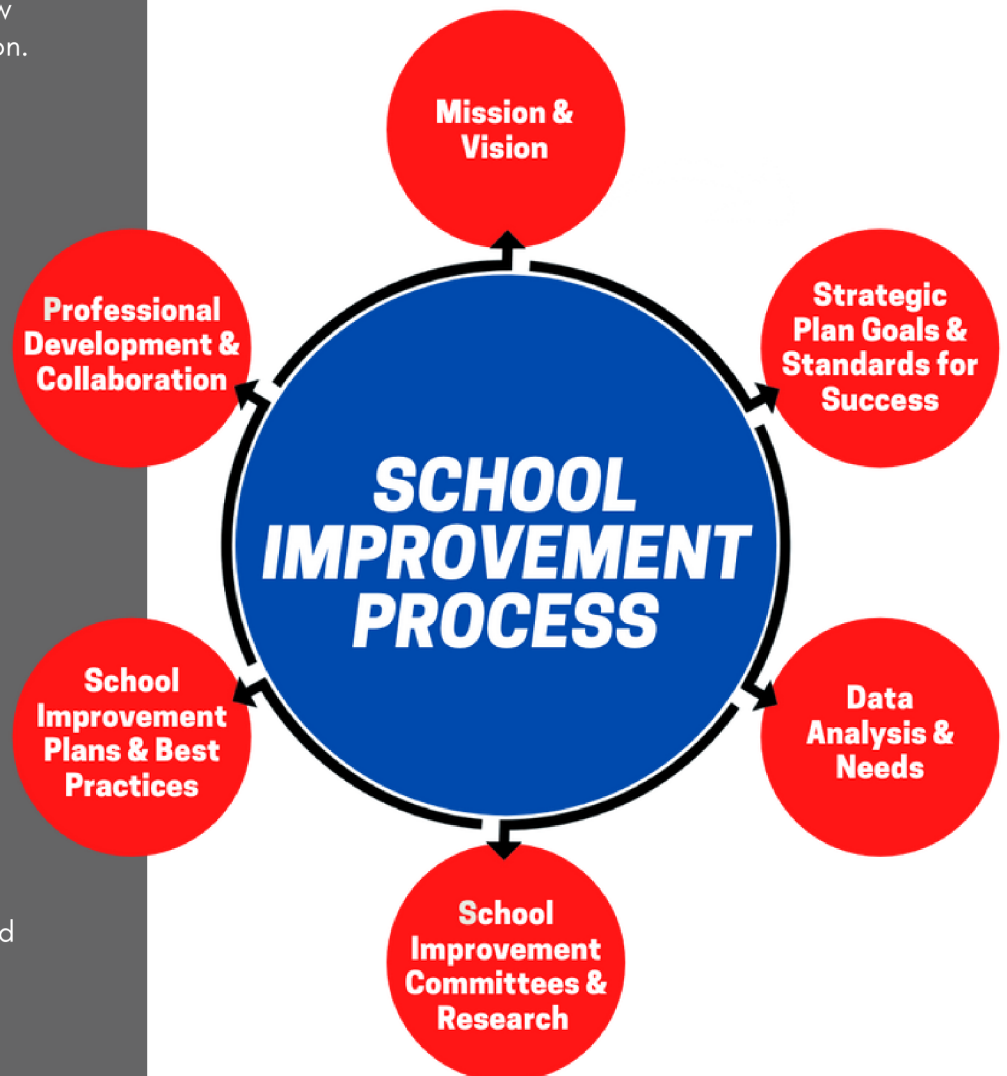 on.
Mission &
Vision
Strategic
Plan Goals &
Standards for
Success
Data
Analysis &
Needs
School
Improvement
Committees &
Research
School
Improvement
Plans & Best
Practices
Professional
Development &
Collaboration
SCHOOL
IMPROVEMENT
PROCESS